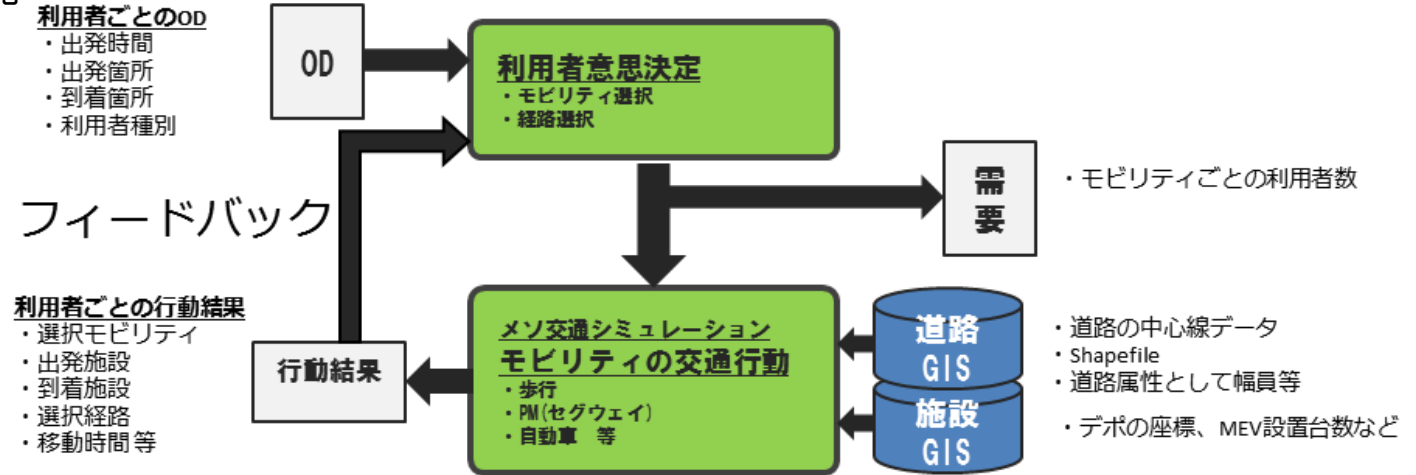 利用者ごとのOD
・出発時間
・出発箇所
・到着箇所
・利用者種別
OD
利用者意思決定
・モビリティ選択
・経路選択
需要
・モビリティごとの利用者数
フィードバック
利用者ごとの行動結果
・選択モビリティ
・出発施設
・到着施設
・選択経路
・移動時間等
行動結果
メソ交通シミュレーション
モビリティの交通行動
・歩行
・PM(セグウェイ)
・自動車 等
道路
GIS
施設
GIS
・道路の中心線データ
・Shapefile
・道路属性として幅員等
・デポの座標、MEV設置台数など